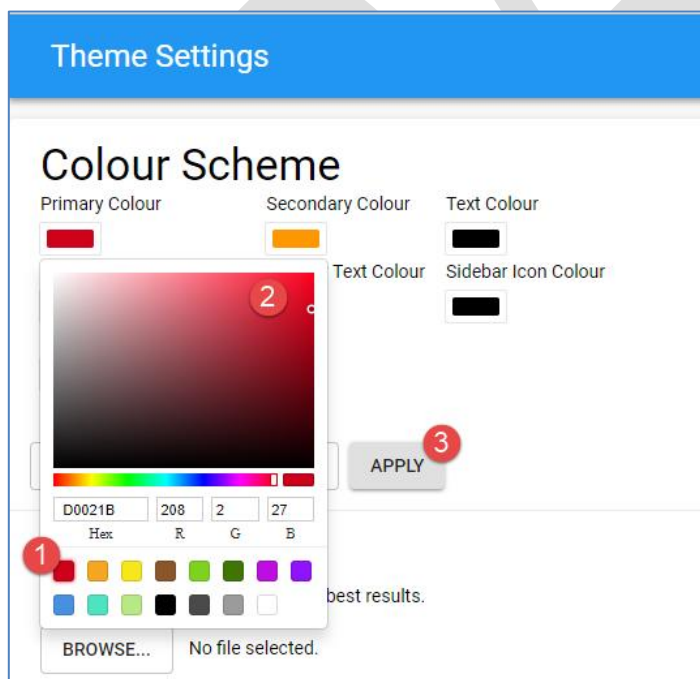 Theme Settings
Colour Scheme
Primary Colour
Secondary Colour
Text Colour
Text Colour
Sidebar Icon Colour
2
3
APPLY
D0021B
208
2
27
Hex
R
G
B
1
best results.
BROWSE...
No file selected.